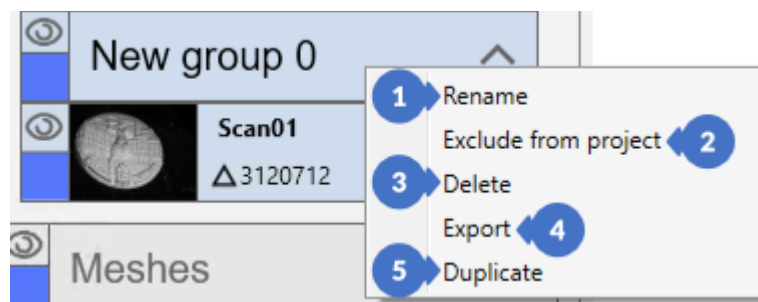 New group 0
Scan01
3120712
Meshes
1 Rename
Exclude from project 2
3 Delete
Export 4
5 Duplicate